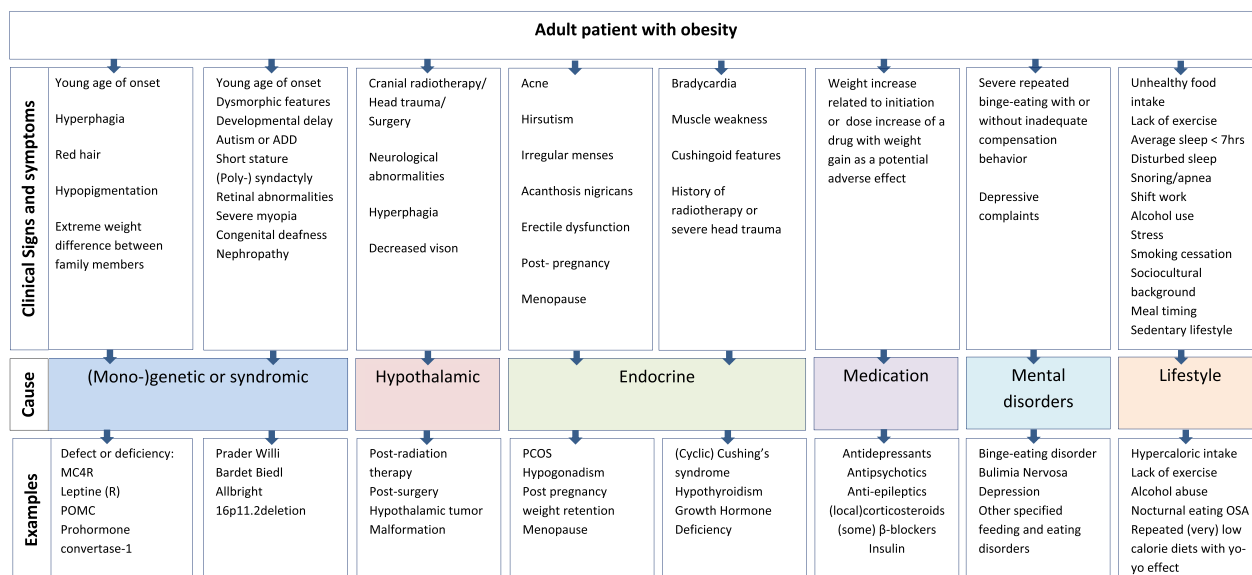 Adult patient with obesity
Clinical Signs and symptoms
Young age of onset
Hyperphagia
Red hair
Hypopigmentation
Extreme weight
difference between
family members
Young age of onset
Dysmorphic features
Developmental delay
Autism or ADD
Short stature
(Poly-) syndactyly
Retinal abnormalities
Severe myopia
Congenital deafness
Nephropathy
Cranial radiotherapy/
Head trauma/
Surgery
Neurological
abnormalities
Hyperphagia
Decreased vison
Acne
Hirsutism
Irregular menses
Acanthosis nigricans
Erectile dysfunction
Post- pregnancy
Menopause
Bradycardia
Muscle weakness
Cushingoid features
History of
radiotherapy or
severe head trauma
Weight increase
related to initiation
or dose increase of a
drug with weight
gain as a potential
adverse effect
Severe repeated
binge-eating with or
without inadequate
compensation
behavior
Depressive
complaints
Unhealthy food
intake
Lack of exercise
Average sleep < 7hrs
Disturbed sleep
Snoring/apnea
Shift work
Alcohol use
Stress
Smoking cessation
Sociocultural
background
Meal timing
Sedentary lifestyle
Cause
(Mono-)genetic or syndromic
Hypothalamic
Endocrine
Medication
Mental
disorders
Lifestyle
Examples
Defect or deficiency:
MC4R
Leptine (R)
POMC
Prohormone
convertase-1
Prader Willi
Bardet Biedl
Allbright
16p11.2deletion
Post-radiation
therapy
Post-surgery
Hypothalamic tumor
Malformation
PCOS
Hypogonadism
Post pregnancy
weight retention
Menopause
(Cyclic) Cushing's
syndrome
Hypothyroidism
Growth Hormone
Deficiency
Antidepressants
Antipsychotics
Anti-epileptics
(local)corticosteroids
(some) β-blockers
Insulin
Binge-eating disorder
Bulimia Nervosa
Depression
Other specified
feeding and eating
disorders
Hypercaloric intake
Lack of exercise
Alcohol abuse
Nocturnal eating OSA
Repeated (very) low
calorie diets with yo-
yo effect